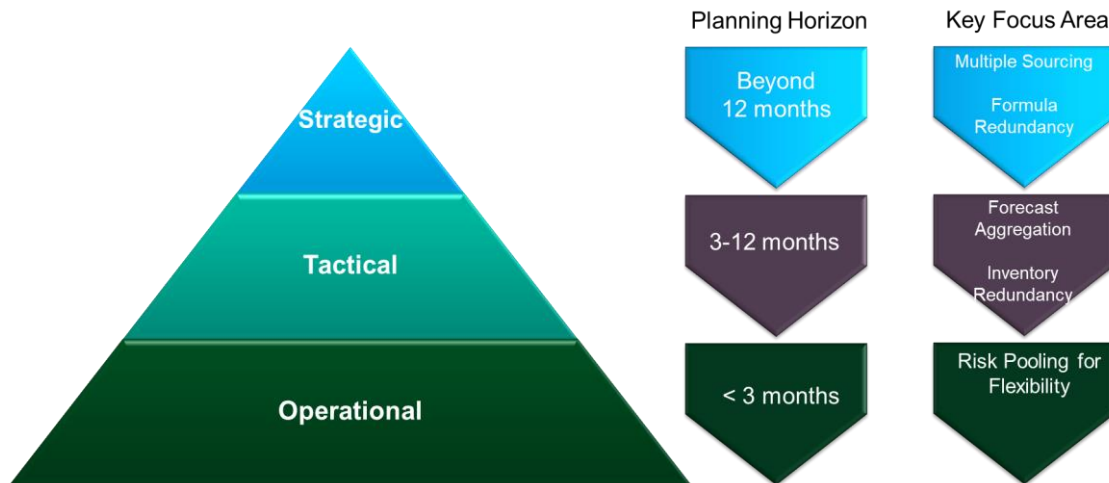 Planning Horizon
Key Focus Area
Strategic
Beyond
12 months
Multiple Sourcing
Formula
Redundancy
Tactical
3-12 months
Forecast
Aggregation
Inventory
Redundancy
Operational
< 3 months
Risk Pooling for
Flexibility